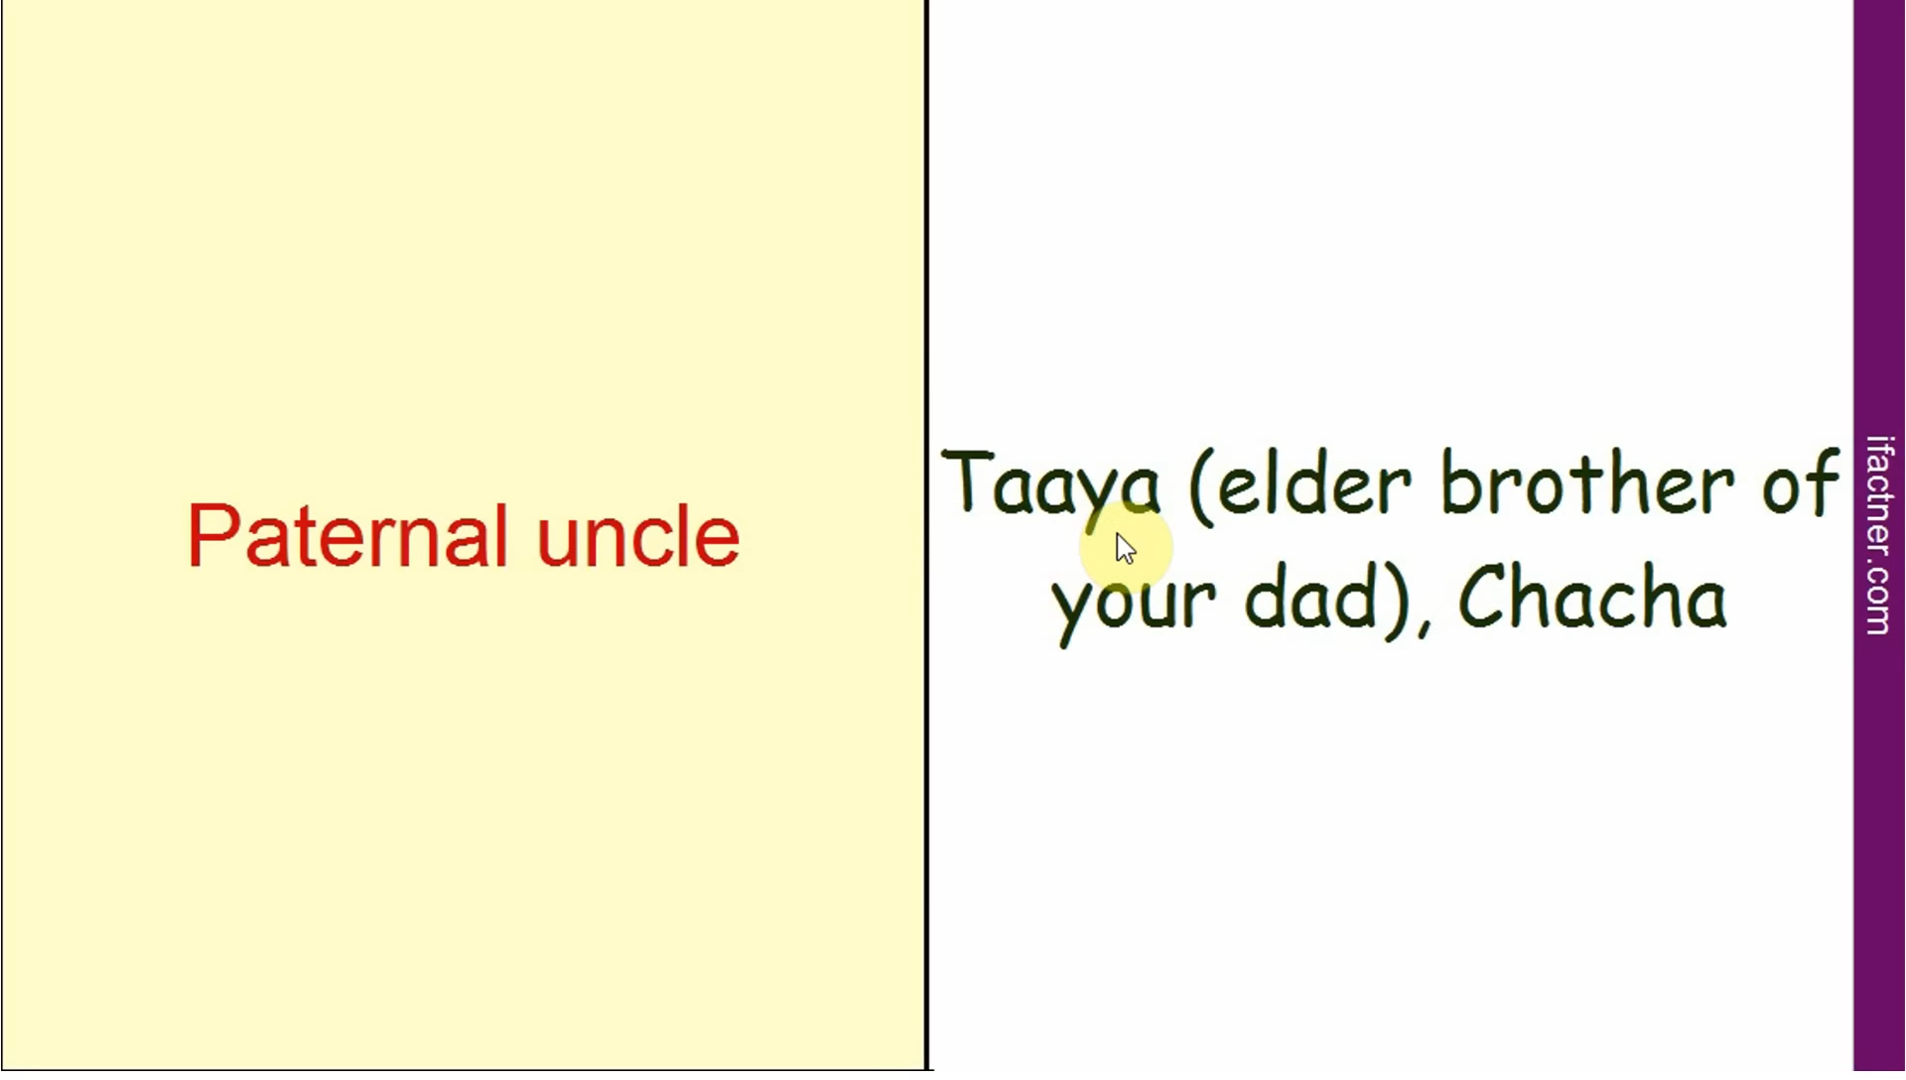 Paternal uncle
Taaya (elder brother of
your dad), Chacha
ifactner.com